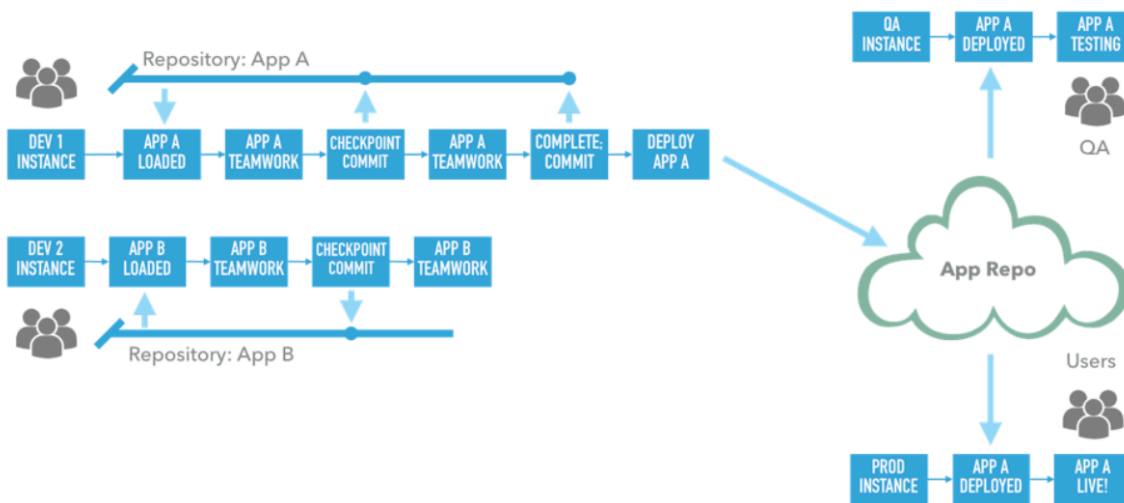 Repository: App A
DEV 1
INSTANCE
APP A
LOADED
APP A
TEAMWORK
CHECKPOINT
COMMIT
APP A
TEAMWORK
COMPLETE;
COMMIT
DEPLOY
APP A
DEV 2
INSTANCE
APP B
LOADED
APP B
TEAMWORK
CHECKPOINT
COMMIT
APP B
TEAMWORK
Repository: App B
QA
INSTANCE
APP A
DEPLOYED
APP A
TESTING
QA
App Repo
Users
PROD
INSTANCE
APP A
DEPLOYED
APP A
LIVE!